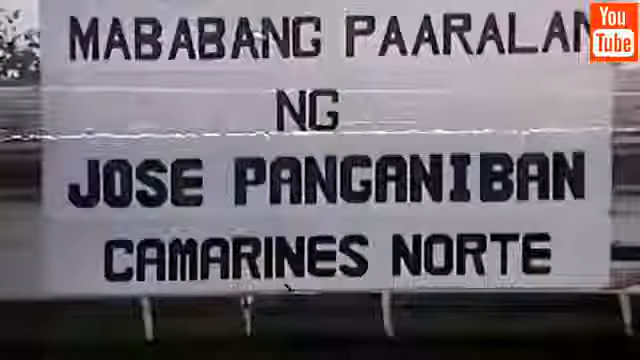 MABABANG PAARALAN
NG
JOSE PANGANIBAN
CAMARINES NORTE
You
Tube